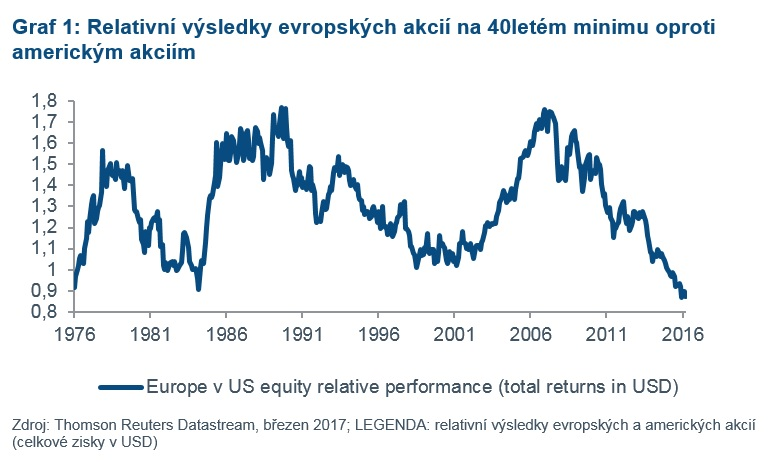 Graf 1: Relativní výsledky evropských akcií na 40letém minimu oproti
americkým akciím
1,8
1,7
1,6
1,5
1,4
1,3
1,2
1,1
1
0,9
0,8
1976 1981 1986 1991 1996 2001 2006 2011 2016
Europe v US equity relative performance (total returns in USD)
Zdroj: Thomson Reuters Datastream, březen 2017; LEGENDA: relativní výsledky evropských a amerických akcií
(celkové zisky v USD)